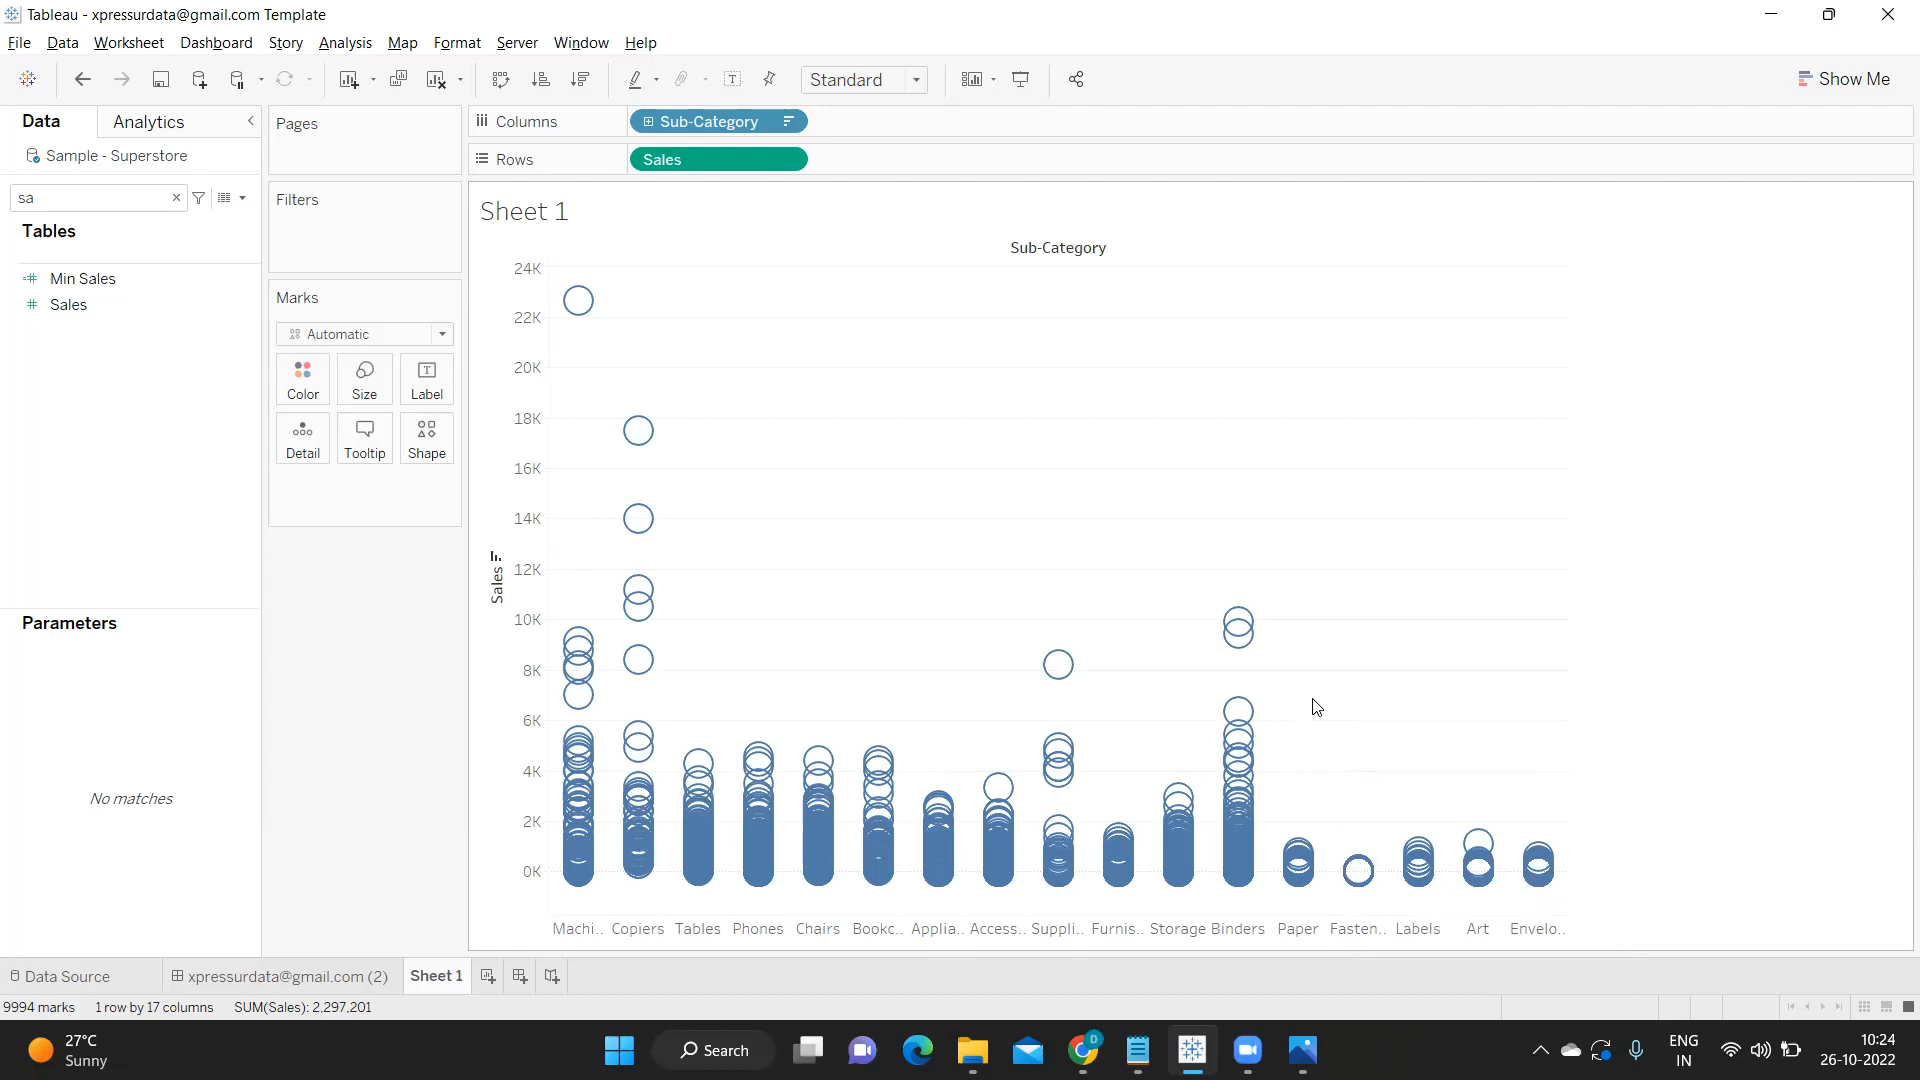 Tableau - xpressurdata@gmail.com Template
File Data Worksheet Dashboard Story Analysis Map Format Server Window Help
Standard
Show Me
Data
Analytics
Pages
Columns
Sub-Category
Sample - Superstore
Rows
Sales
sa
Filters
Tables
Sheet 1
Sub-Category
Min Sales
Sales
Marks
Automatic
Color
Size
Label
Detail
Tooltip
Shape
24K
22K
20K
18K
16K
14K
12K
10K
8K
6K
4K
2K
0K
Sales
Parameters
No matches
Machi.. Copiers Tables Phones Chairs Bookc.. Applia.. Access.. Suppli.. Furnis.. Storage Binders Paper Fasten.. Labels Art Envelo..
Data Source
xpressurdata@gmail.com (2)
Sheet 1
9994 marks 1 row by 17 columns SUM(Sales): 2,297,201
27°C
Sunny
Search
D
ENG
IN
10:24
26-10-2022